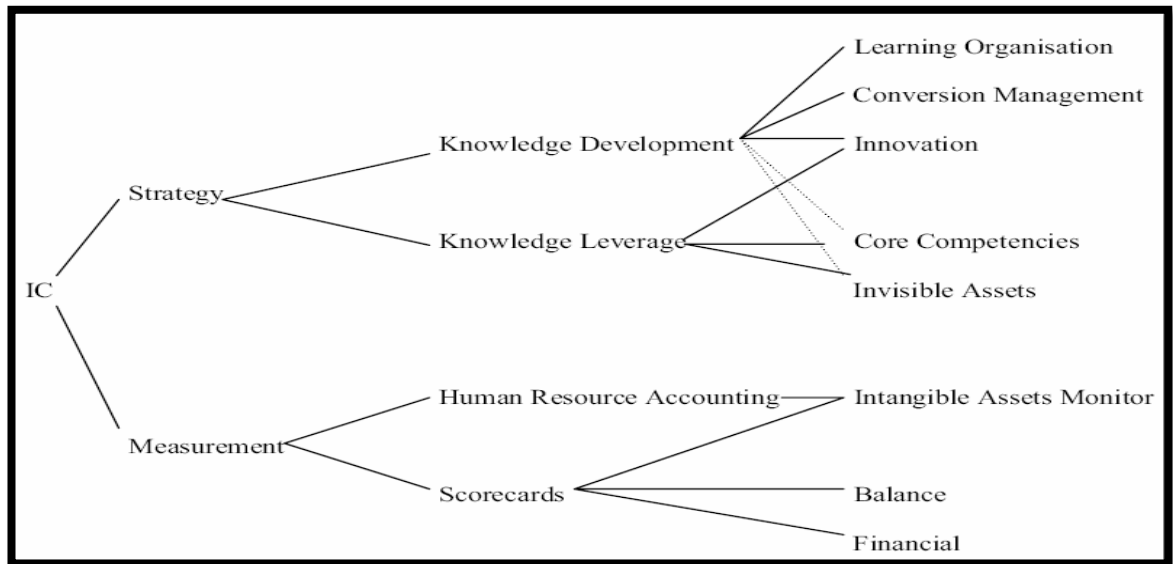 Learning Organisation
Conversion Management
Knowledge Development
Innovation
Strategy
Knowledge Leverage
Core Competencies
IC
Invisible Assets
Human Resource Accounting
Intangible Assets Monitor
Measurement
Scorecards
Balance
Financial